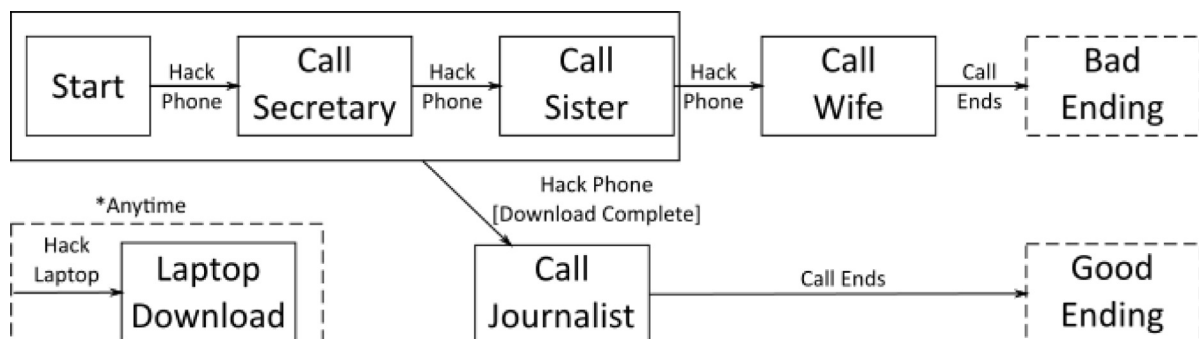 Start
Hack
Phone
Call
Secretary
Hack
Phone
Call
Sister
Hack
Phone
Call
Wife
Call
Ends
Bad
Ending
Hack Phone
[Download Complete]
*Anytime
Hack
Laptop
Laptop
Download
Call
Journalist
Call Ends
Good
Ending